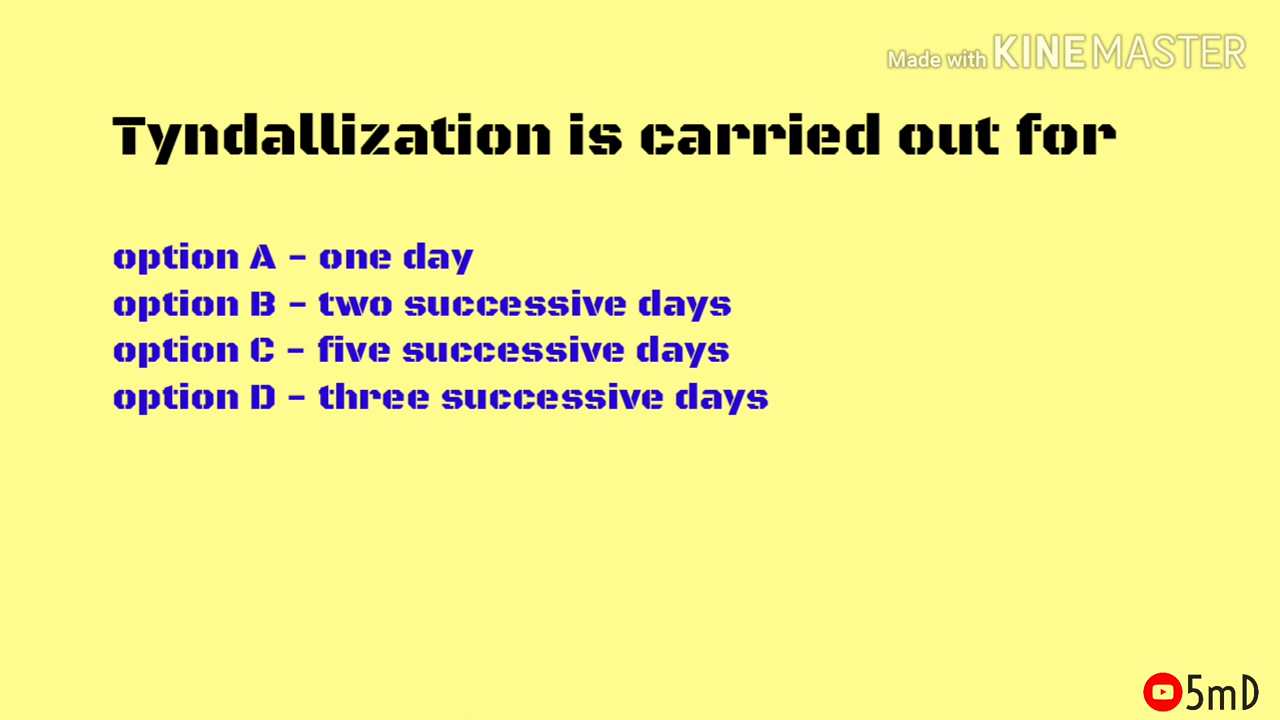 Made with KINEMASTER
Tyndallization is carried out for
option A - one day
option B - two successive days
option C - five successive days
option D - three successive days
5mD